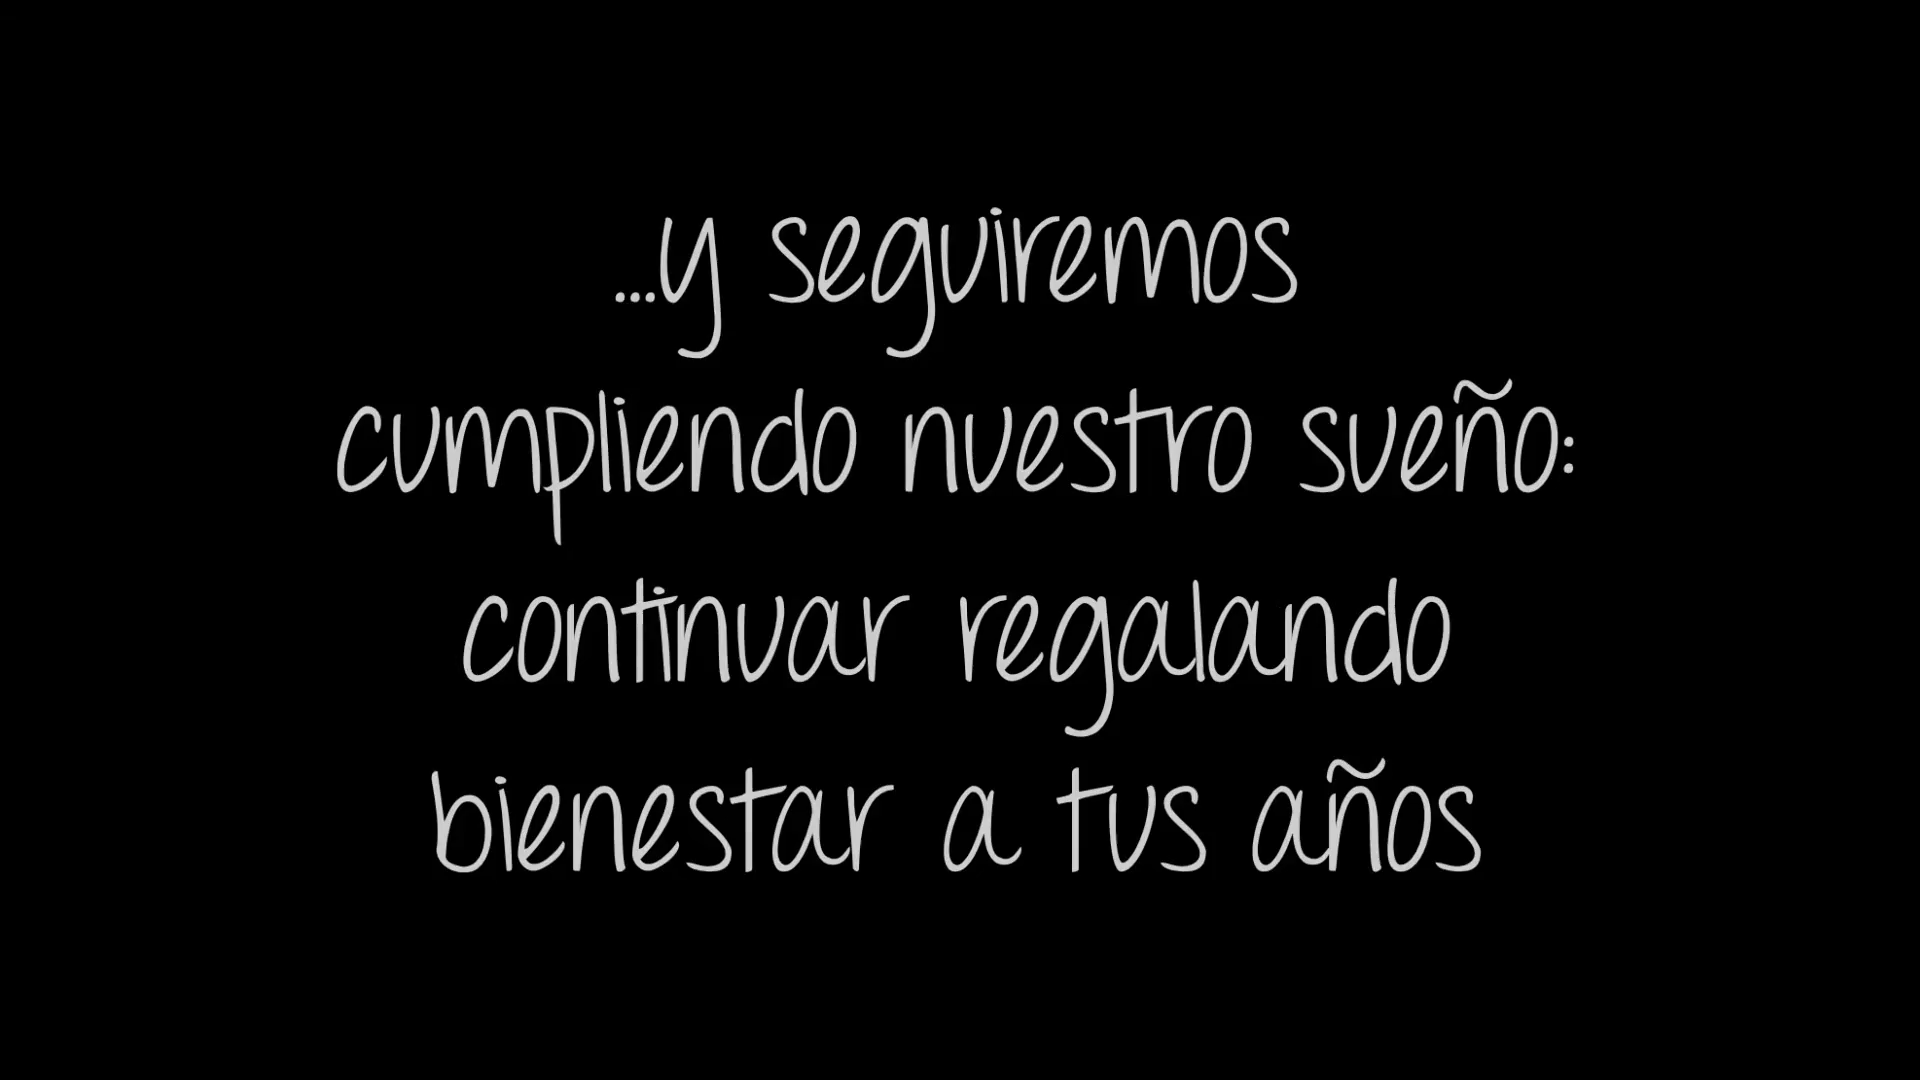 ...y seguiremos
cumpliendo nuestro sueño:
continuar regalando
bienestar a tus años